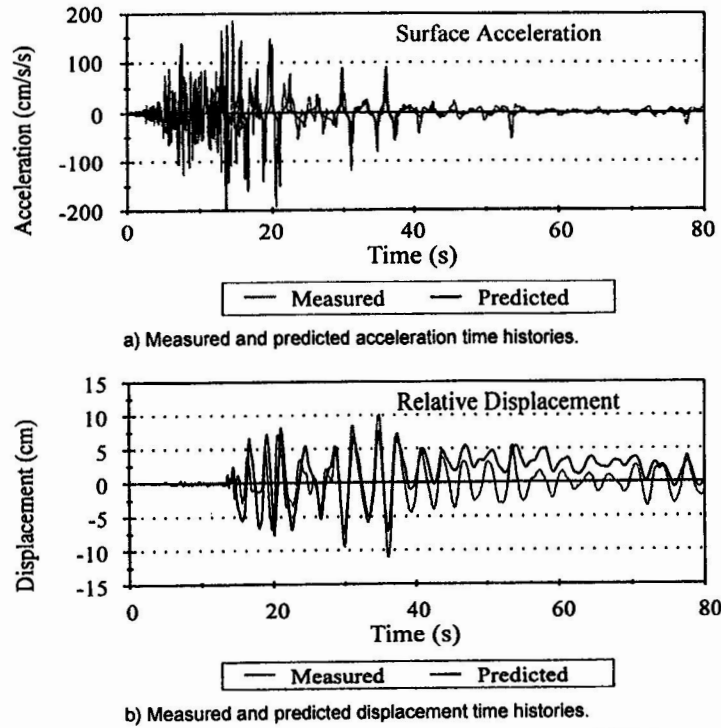 Surface Acceleration
Acceleration (cm/s/s)
200
100
0
-100
-200
0 20 40 60 80
Time (s)
Measured Predicted
a) Measured and predicted acceleration time histories.
Relative Displacement
Displacement (cm)
15
10
5
0
-5
-10
-15
0 20 40 60 80
Time (s)
Measured Predicted
b) Measured and predicted displacement time histories.